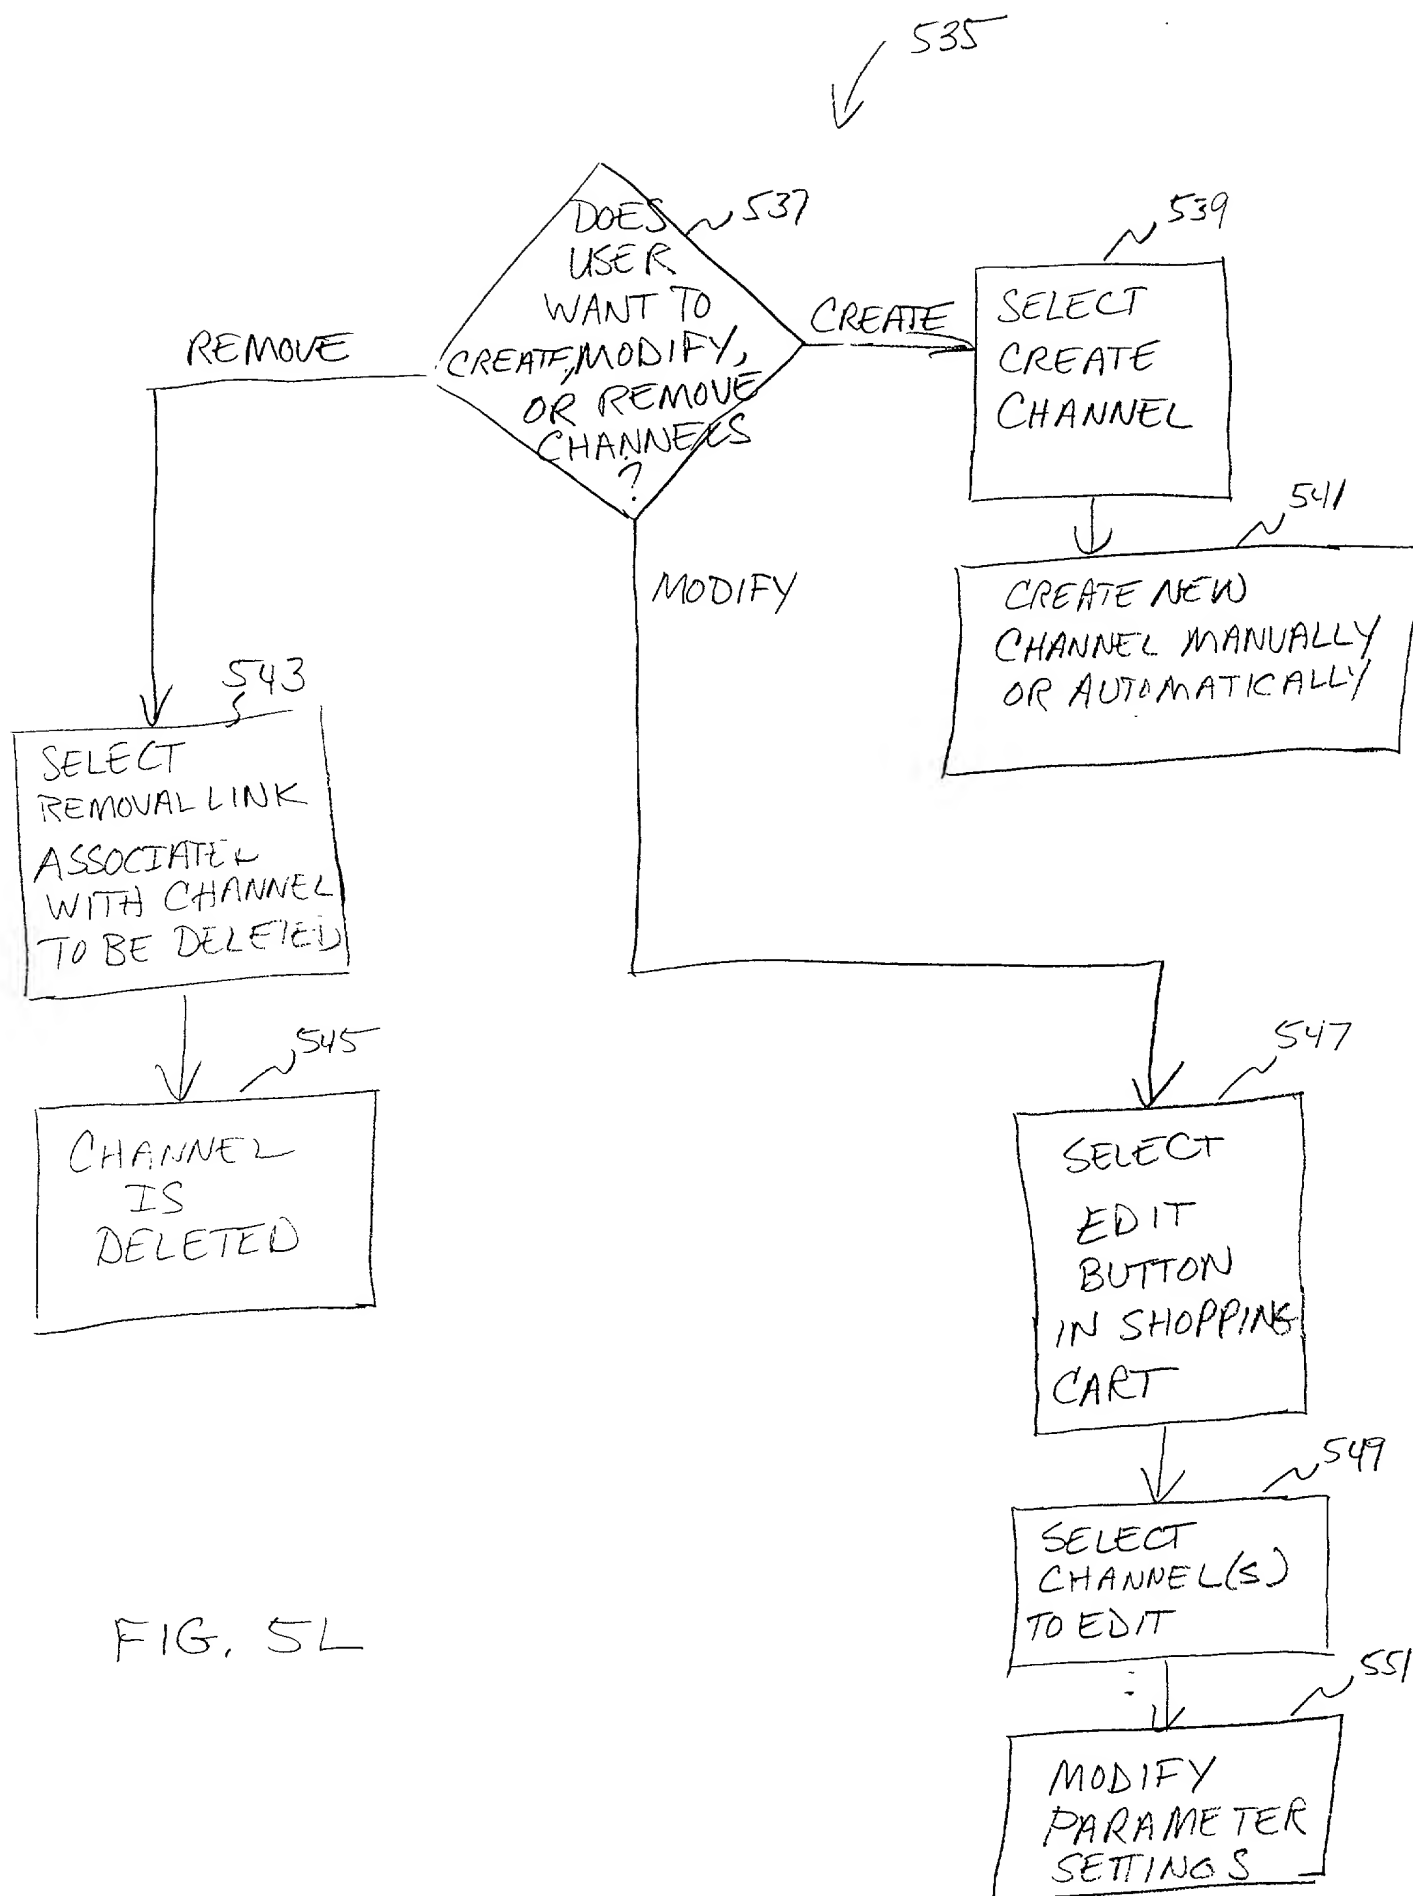 535
537
DOES
USER
WANT TO
CREATE, MODIFY,
OR REMOVE
CHANNELS
?
REMOVE
CREATE
MODIFY
539
SELECT
CREATE
CHANNEL
541
CREATE NEW
CHANNEL MANUALLY
OR AUTOMATICALLY
543
SELECT
REMOVAL LINK
ASSOCIATED
WITH CHANNEL
TO BE DELETED
545
CHANNEL
IS
DELETED
547
SELECT
EDIT
BUTTON
IN SHOPPING
CART
549
SELECT
CHANNEL(S)
TO EDIT
551
MODIFY
PARAMETER
SETTINGS
FIG. 5L